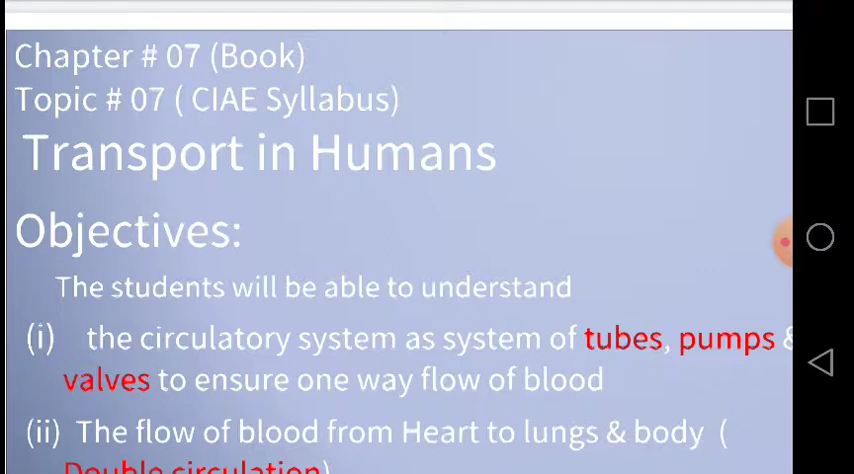 Chapter # 07 (Book)
Topic # 07 ( CIAE Syllabus)
Transport in Humans
Objectives:
The students will be able to understand
(i) the circulatory system as system of tubes, pumps &
valves to ensure one way flow of blood
(ii) The flow of blood from Heart to lungs & body (
Double circulation)